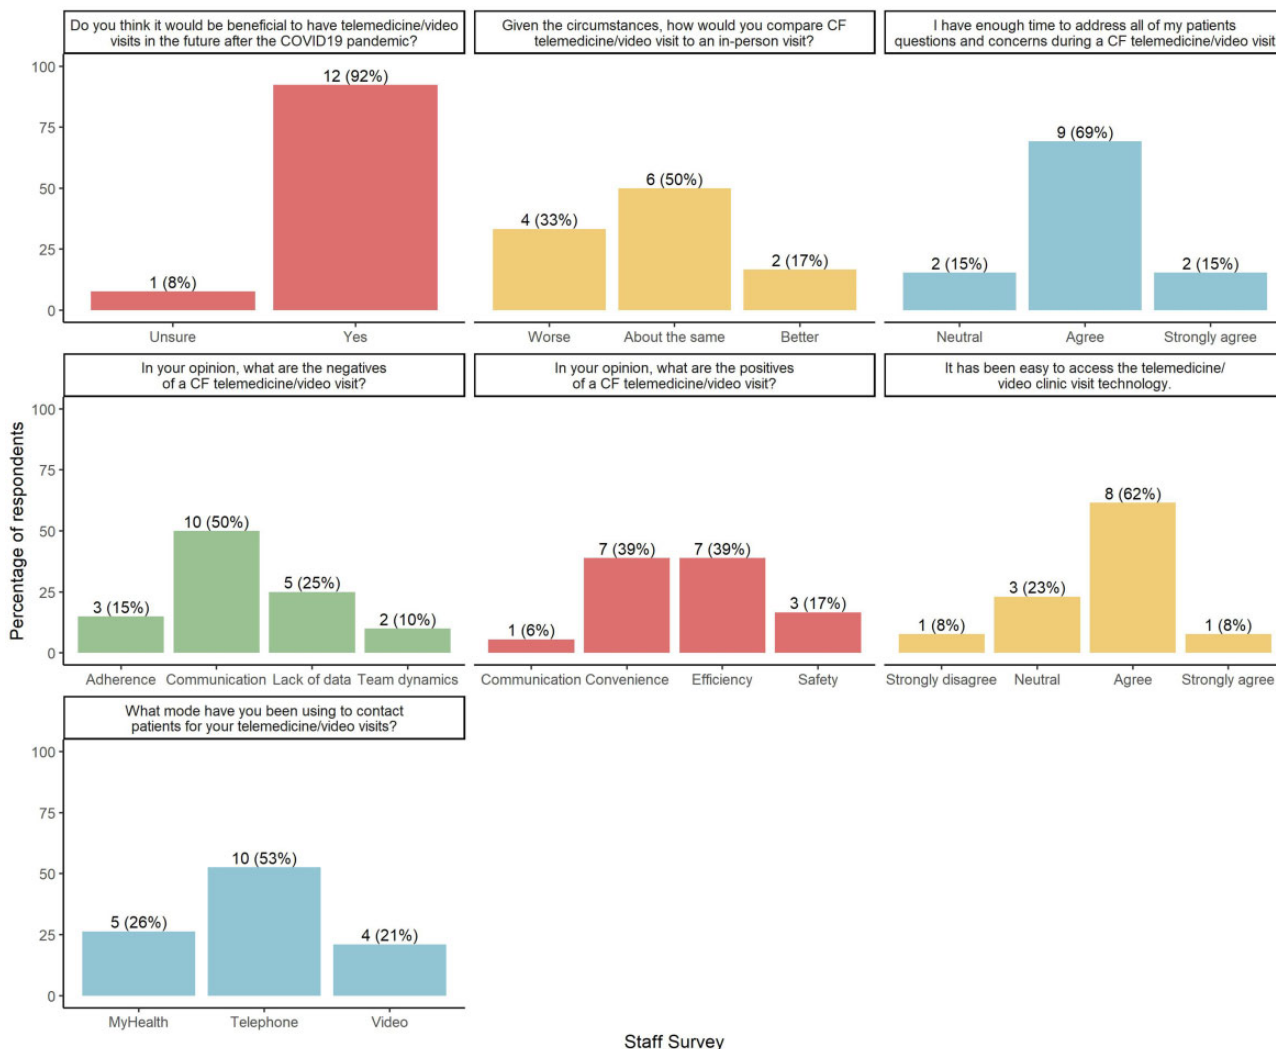 Do you think it would be beneficial to have telemedicine/video
visits in the future after the COVID19 pandemic?
Given the circumstances, how would you compare CF
telemedicine/video visit to an in-person visit?
I have enough time to address all of my patients
questions and concerns during a CF telemedicine/video visit
100
75
50
25
0
1 (8%)
12 (92%)
4 (33%)
6 (50%)
2 (17%)
2 (15%)
9 (69%)
2 (15%)
Unsure
Yes
Worse
About the same
Better
Neutral
Agree
Strongly agree
In your opinion, what are the negatives
of a CF telemedicine/video visit?
In your opinion, what are the positives
of a CF telemedicine/video visit?
It has been easy to access the telemedicine/
video clinic visit technology.
Percentage of respondents
100
75
50
25
0
3 (15%)
10 (50%)
5 (25%)
2 (10%)
1 (6%)
7 (39%)
7 (39%)
3 (17%)
1 (8%)
3 (23%)
8 (62%)
1 (8%)
Adherence
Communication
Lack of data
Team dynamics
Communication
Convenience
Efficiency
Safety
Strongly disagree
Neutral
Agree
Strongly agree
What mode have you been using to contact
patients for your telemedicine/video visits?
100
75
50
25
0
5 (26%)
10 (53%)
4 (21%)
MyHealth
Telephone
Video
Staff Survey